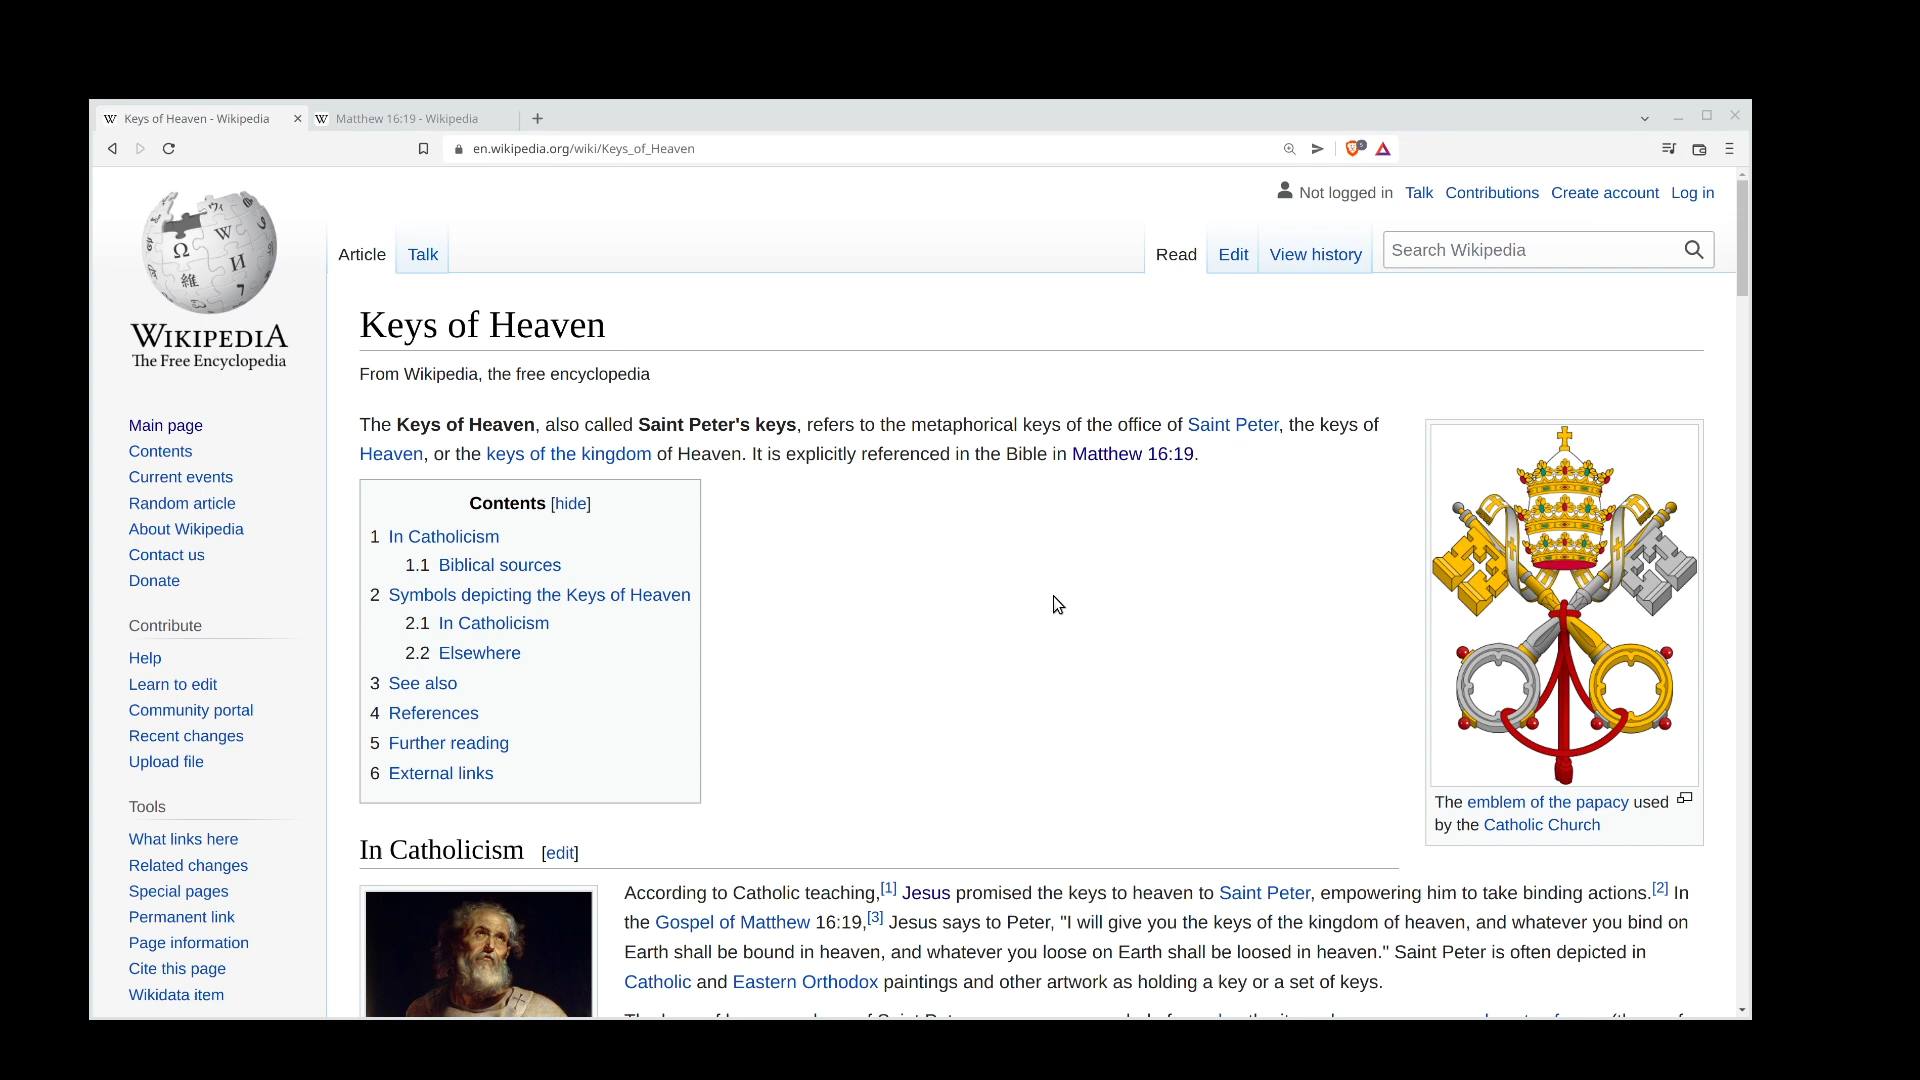 Keys of Heaven - Wikipedia
Matthew 16:19 - Wikipedia
en.wikipedia.org/wiki/Keys_of_Heaven
5
Not logged in Talk Contributions Create account Log in
Article Talk
Read Edit View history
Search Wikipedia
WIKIPEDIA
The Free Encyclopedia
Main page
Contents
Current events
Random article
About Wikipedia
Contact us
Donate
Contribute
Help
Learn to edit
Community portal
Recent changes
Upload file
Tools
What links here
Related changes
Special pages
Permanent link
Page information
Cite this page
Wikidata item
Keys of Heaven
From Wikipedia, the free encyclopedia
The Keys of Heaven, also called Saint Peter's keys, refers to the metaphorical keys of the office of Saint Peter, the keys of
Heaven, or the keys of the kingdom of Heaven. It is explicitly referenced in the Bible in Matthew 16:19.
Contents [hide]
1 In Catholicism
1.1 Biblical sources
2 Symbols depicting the Keys of Heaven
2.1 In Catholicism
2.2 Elsewhere
3 See also
4 References
5 Further reading
6 External links
The emblem of the papacy used
by the Catholic Church
In Catholicism [edit]
According to Catholic teaching,[1] Jesus promised the keys to heaven to Saint Peter, empowering him to take binding actions.[2] In
the Gospel of Matthew 16:19,[3] Jesus says to Peter, "I will give you the keys of the kingdom of heaven, and whatever you bind on
Earth shall be bound in heaven, and whatever you loose on Earth shall be loosed in heaven." Saint Peter is often depicted in
Catholic and Eastern Orthodox paintings and other artwork as holding a key or a set of keys.